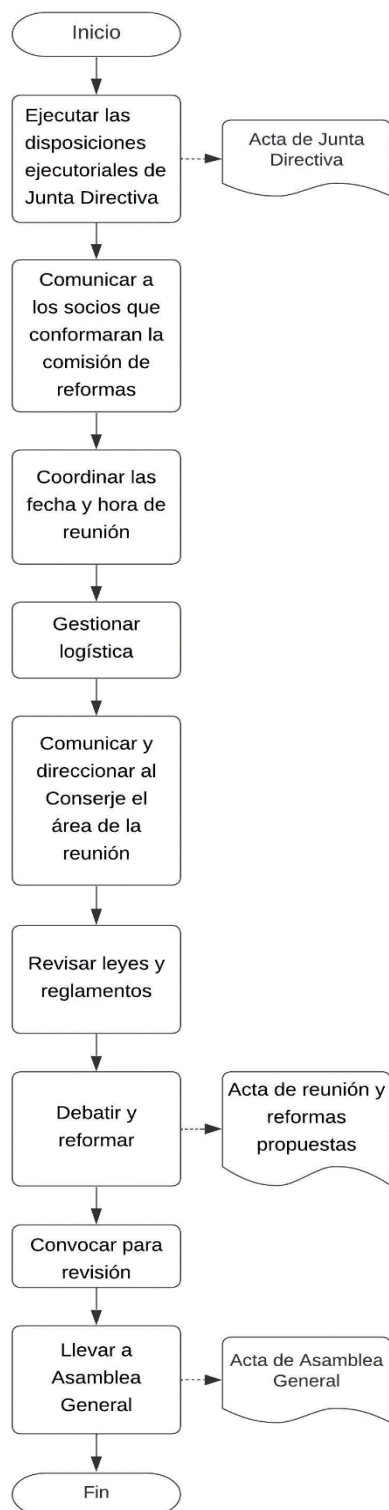 Inicio
Ejecutar las
disposiciones
ejecutoriales de
Junta Directiva
Acta de Junta
Directiva
Comunicar a
los socios que
conformaran la
comisión de
reformas
Coordinar las
fecha y hora de
reunión
Gestionar
logística
Comunicar y
direccionar al
Conserje el
área de la
reunión
Revisar leyes y
reglamentos
Debatir y
reformar
Acta de reunión y
reformas
propuestas
Convocar para
revisión
Llevar a
Asamblea
General
Acta de Asamblea
General
Fin